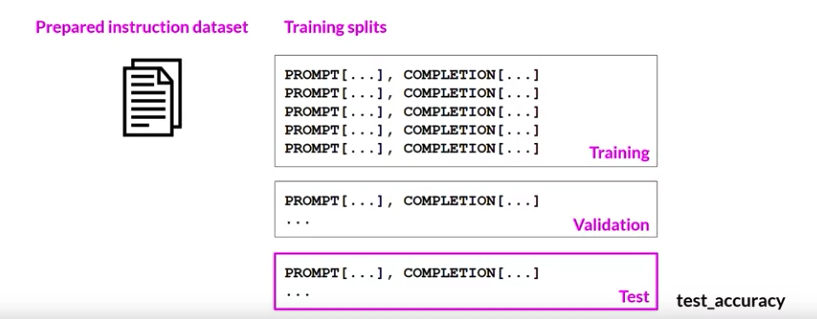 Prepared instruction dataset
Training splits
PROMPT[...], COMPLETION[...]
PROMPT[...], COMPLETION[...]
PROMPT[...], COMPLETION[...]
PROMPT[...], COMPLETION[...]
PROMPT[...], COMPLETION[...]
Training
PROMPT[...], COMPLETION[...]
...
Validation
PROMPT[...], COMPLETION[...]
...
Test
test_accuracy